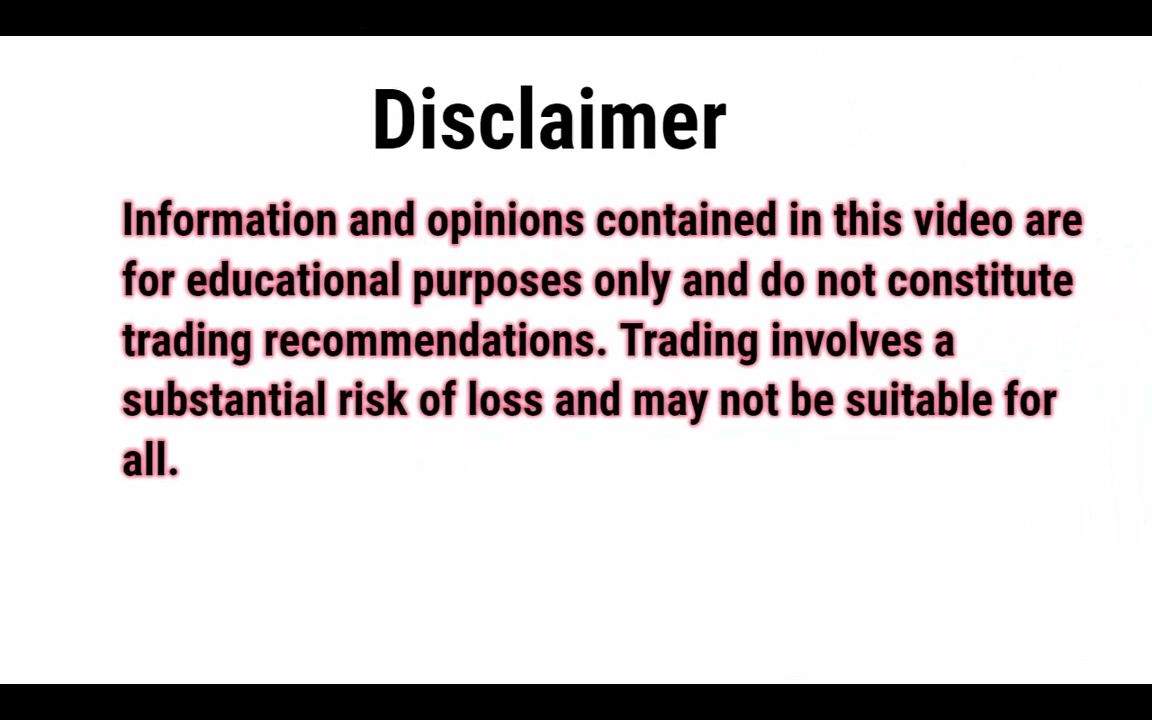 Disclaimer
Information and opinions contained in this video are
for educational purposes only and do not constitute
trading recommendations. Trading involves a
substantial risk of loss and may not be suitable for
all.